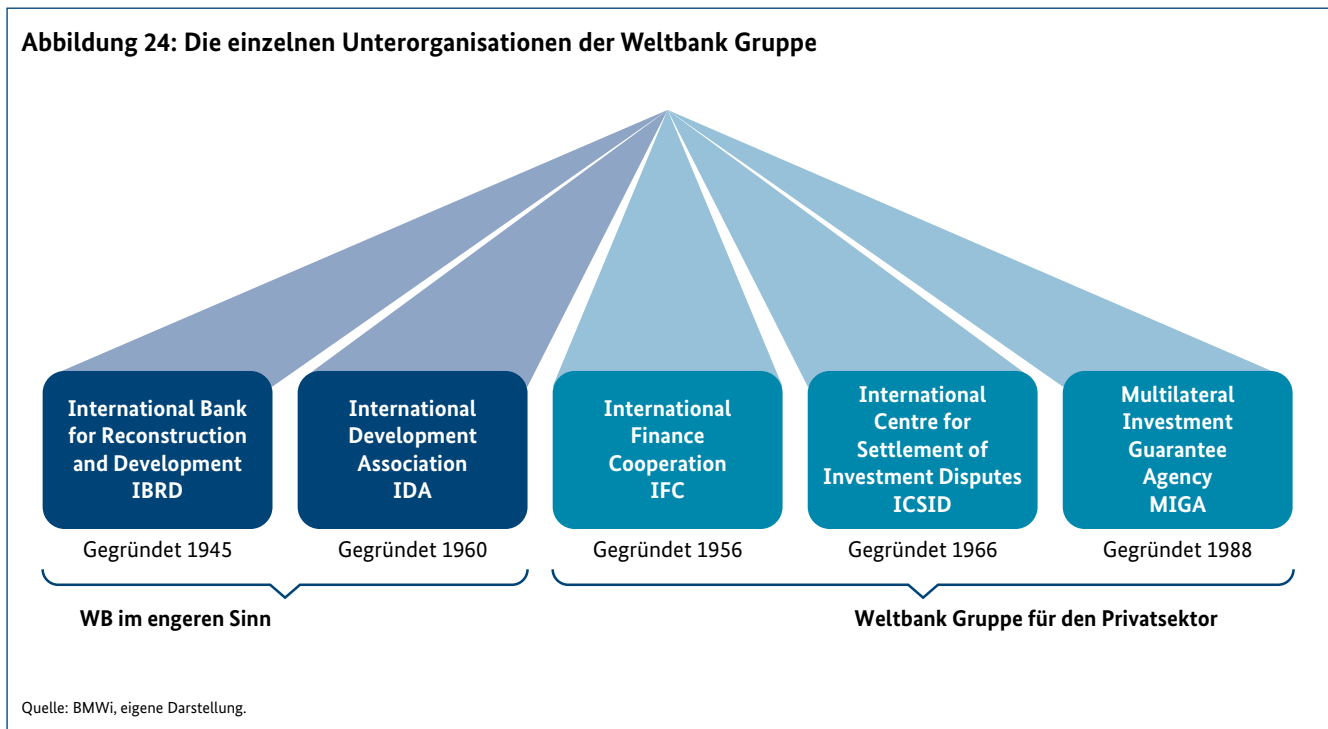 Abbildung 24: Die einzelnen Unterorganisationen der Weltbank Gruppe
International Bank
for Reconstruction
and Development
IBRD
Gegründet 1945
International
Development
Association
IDA
Gegründet 1960
International
Finance
Cooperation
IFC
Gegründet 1956
International
Centre for
Settlement of
Investment Disputes
ICSID
Gegründet 1966
Multilateral
Investment
Guarantee
Agency
MIGA
Gegründet 1988
WB im engeren Sinn
Weltbank Gruppe für den Privatsektor
Quelle: BMWi, eigene Darstellung.